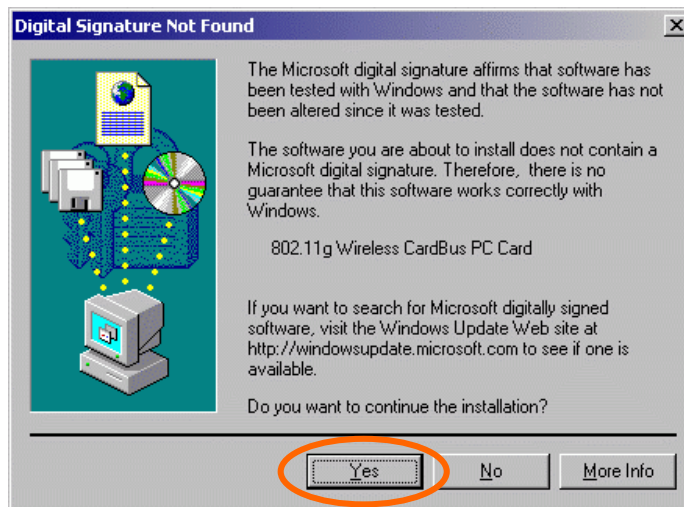 Digital Signature Not Found
The Microsoft digital signature affirms that software has
been tested with Windows and that the software has not
been altered since it was tested.
The software you are about to install does not contain a
Microsoft digital signature. Therefore, there is no
guarantee that this software works correctly with
Windows.
802.11g Wireless CardBus PC Card
If you want to search for Microsoft digitally signed
software, visit the Windows Update Web site at
http://windowsupdate.microsoft.com to see if one is
available.
Do you want to continue the installation?
Yes No More Info